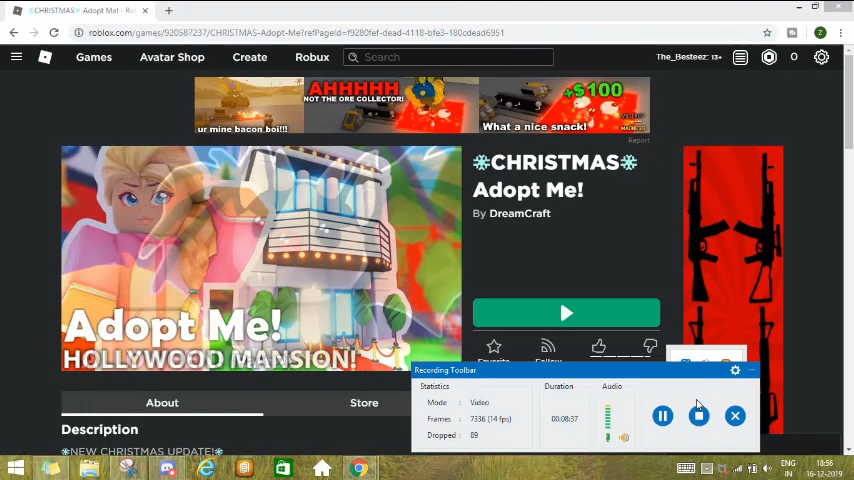 *CHRISTMAS* Adopt Me! - Ro
roblox.com/games/920587237/CHRISTMAS-Adopt-Me?refPageId=f9280fef-dead-4118-bfe3-180cdead6951
Z
Games
Avatar Shop
Create
Robux
Search
The_Besteez: 13+
0
ur mine bacon boi!!!
AHHHHH
NOT THE ORE COLLECTOR!
+$100
What a nice snack!
MADNESS
Report
*CHRISTMAS*
Adopt Me!
By DreamCraft
Adopt Me!
HOLLYWOOD MANSION!
Favorite
Follow
Recording Toolbar
Statistics
Duration
Audio
Mode : Video
Frames : 7336 (14 fps)
00:08:37
Dropped : 89
About
Store
Description
*NEW CHRISTMAS UPDATE!*
ENG
IN
18:56
16-12-2019